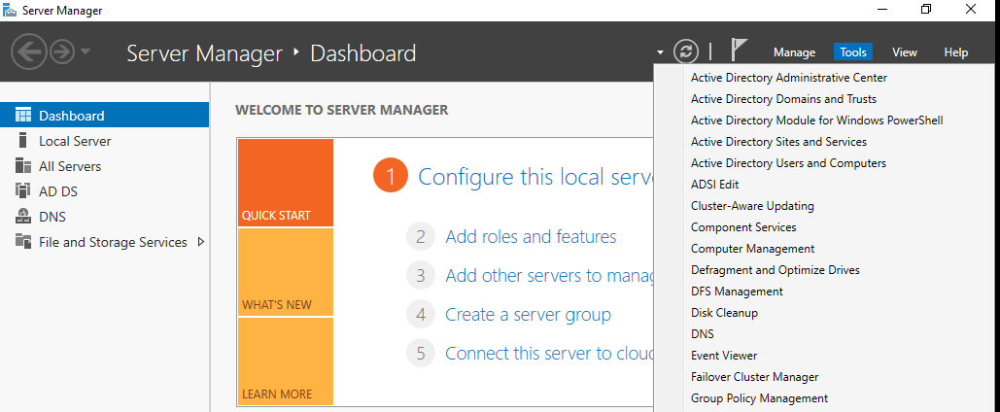 Server Manager
Server Manager ‣ Dashboard
Manage Tools View Help
Dashboard
Local Server
All Servers
AD DS
DNS
File and Storage Services
WELCOME TO SERVER MANAGER
QUICK START
WHAT'S NEW
LEARN MORE
1 Configure this local serve
2 Add roles and features
3 Add other servers to manag
4 Create a server group
5 Connect this server to cloud
Active Directory Administrative Center
Active Directory Domains and Trusts
Active Directory Module for Windows PowerShell
Active Directory Sites and Services
Active Directory Users and Computers
ADSI Edit
Cluster-Aware Updating
Component Services
Computer Management
Defragment and Optimize Drives
DFS Management
Disk Cleanup
DNS
Event Viewer
Failover Cluster Manager
Group Policy Management